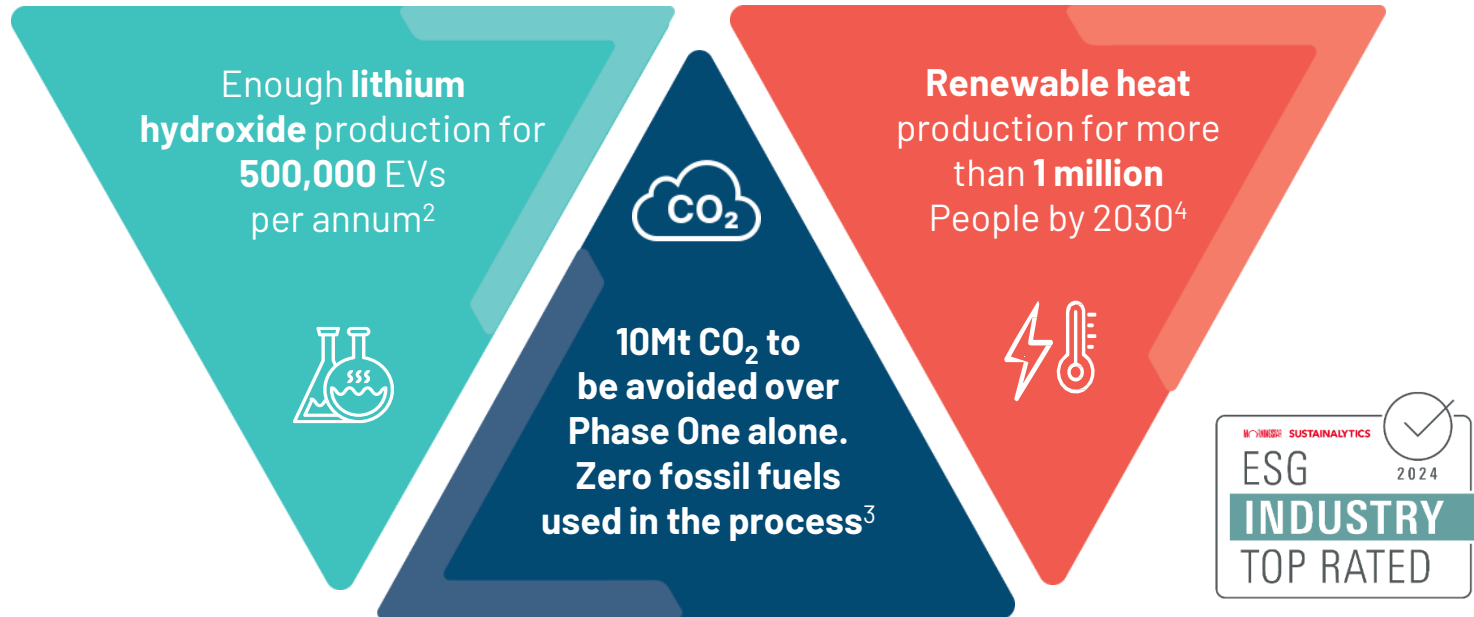 Enough lithium
hydroxide production for
500,000 EVs
per annum²
CO₂
10Mt CO₂ to
be avoided over
Phase One alone.
Zero fossil fuels
used in the process³
Renewable heat
production for more
than 1 million
People by 2030⁴
MORNINGSTAR SUSTAINALYTICS
2024
ESG
INDUSTRY
TOP RATED